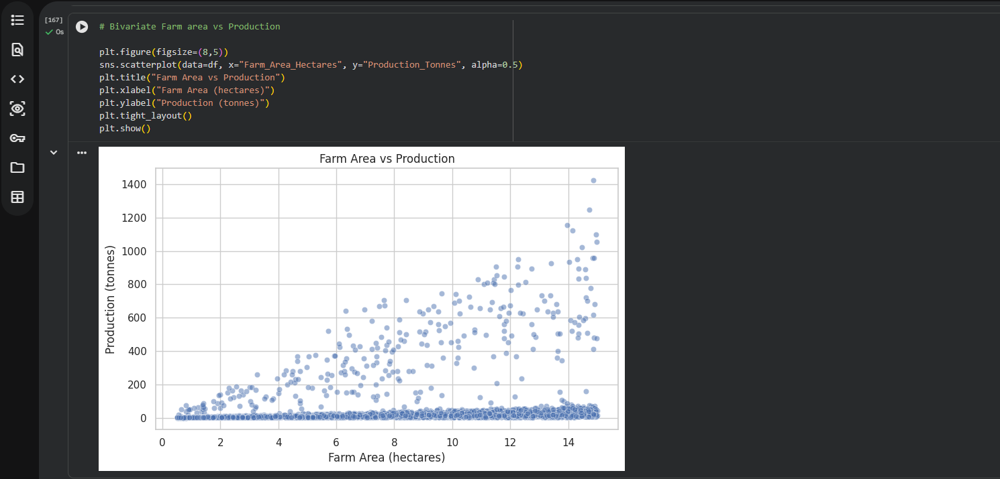 [167]
0s
# Bivariate Farm area vs Production
plt.figure(figsize=(8,5))
sns.scatterplot(data=df, x="Farm_Area_Hectares", y="Production_Tonnes", alpha=0.5)
plt.title("Farm Area vs Production")
plt.xlabel("Farm Area (hectares)")
plt.ylabel("Production (tonnes)")
plt.tight_layout()
plt.show()
Farm Area vs Production
Production (tonnes)
1400
1200
1000
800
600
400
200
0
0 2 4 6 8 10 12 14
Farm Area (hectares)